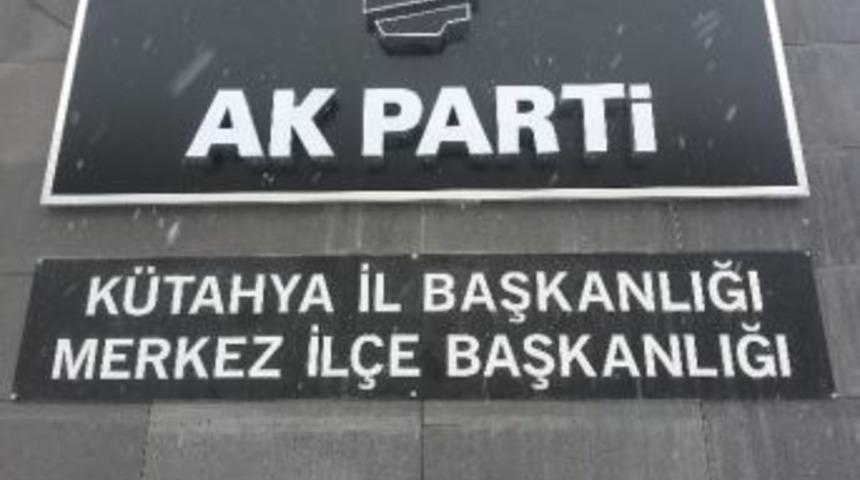 AK PARTi
KÜTAHYA İL BAŞKANLIĞI
MERKEZ İLÇE BAŞKANLIĞI